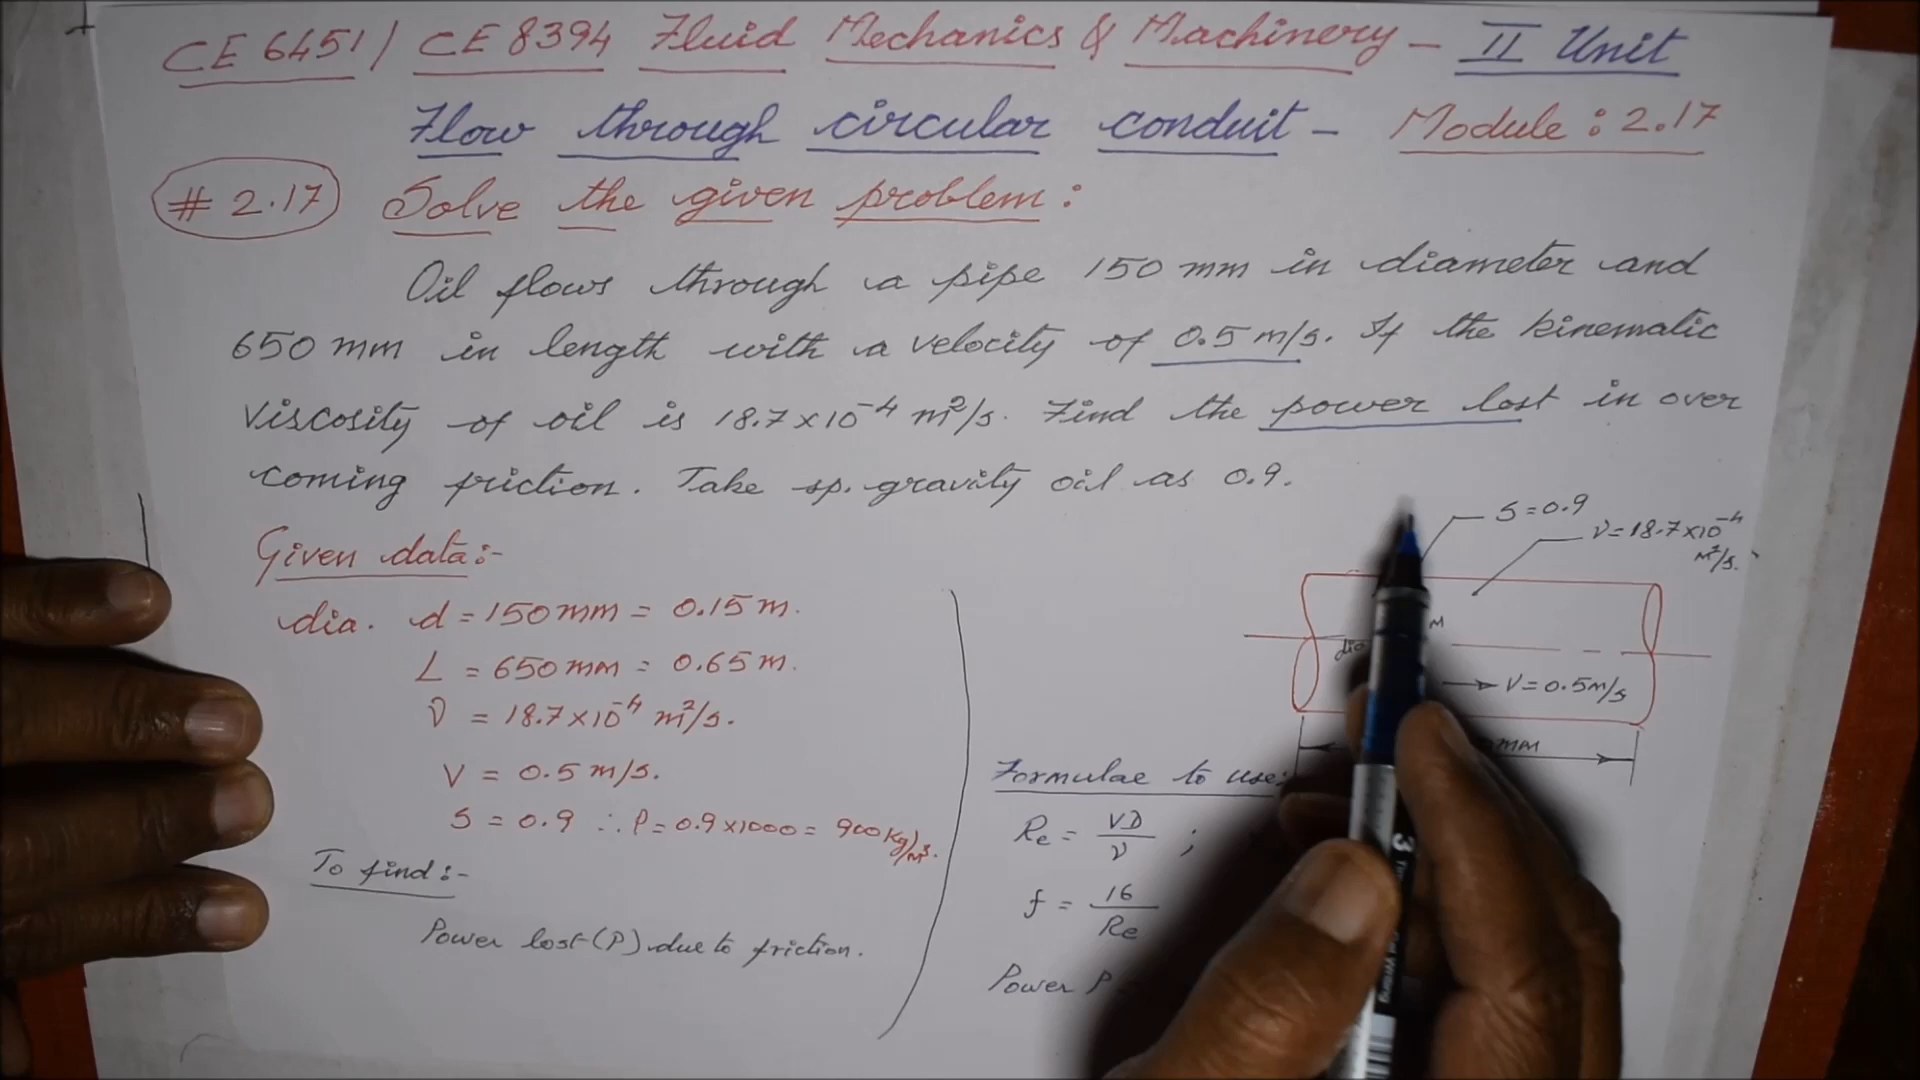 CE 6451 / CE 8394 Fluid Mechanics & Machinery - II Unit
Flow through circular conduit - Module : 2.17
# 2.17 Solve the given problem :
Oil flows through a pipe 150 mm in diameter and
650 mm in length with a velocity of 0.5 m/s. If the kinematic
viscosity of oil is 18.7 x 10⁻⁴ m²/s. Find the power lost in over
coming friction. Take sp. gravity oil as 0.9.
Given data :-
dia. d = 150 mm = 0.15 m.
L = 650 mm = 0.65 m.
ν = 18.7 x 10⁻⁴ m²/s.
V = 0.5 m/s.
S = 0.9 ∴ ρ = 0.9 x 1000 = 900 kg/m³.
To find :-
Power lost (P) due to friction.
S = 0.9
ν = 18.7 x 10⁻⁴
m²/s.
dia
M
V = 0.5 m/s
mm
Formulae to use:
Re = VD/ν ;
f = 16/Re
Power P